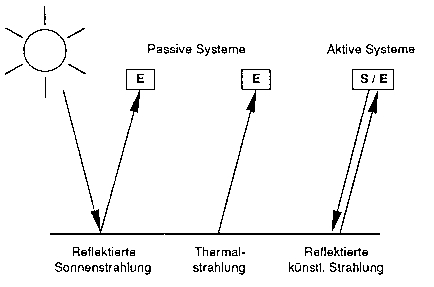 Passive Systeme
Aktive Systeme
E
E
S / E
Reflektierte
Sonnenstrahlung
Thermal-
strahlung
Reflektierte
künstl. Strahlung